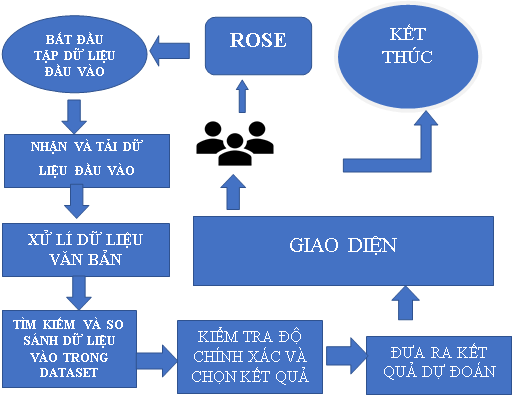 BẮT ĐẦU
TẬP DỮ LIỆU
ĐẦU VÀO
ROSE
KẾT
THÚC
NHẬN VÀ TẢI DỮ
LIỆU ĐẦU VÀO
XỬ LÍ DỮ LIỆU
VĂN BẢN
GIAO DIỆN
TÌM KIẾM VÀ SO
SÁNH DỮ LIỆU
VÀO TRONG
DATASET
KIỂM TRA ĐỘ
CHÍNH XÁC VÀ
CHỌN KẾT QUẢ
ĐƯA RA KẾT
QUẢ DỰ ĐOÁN